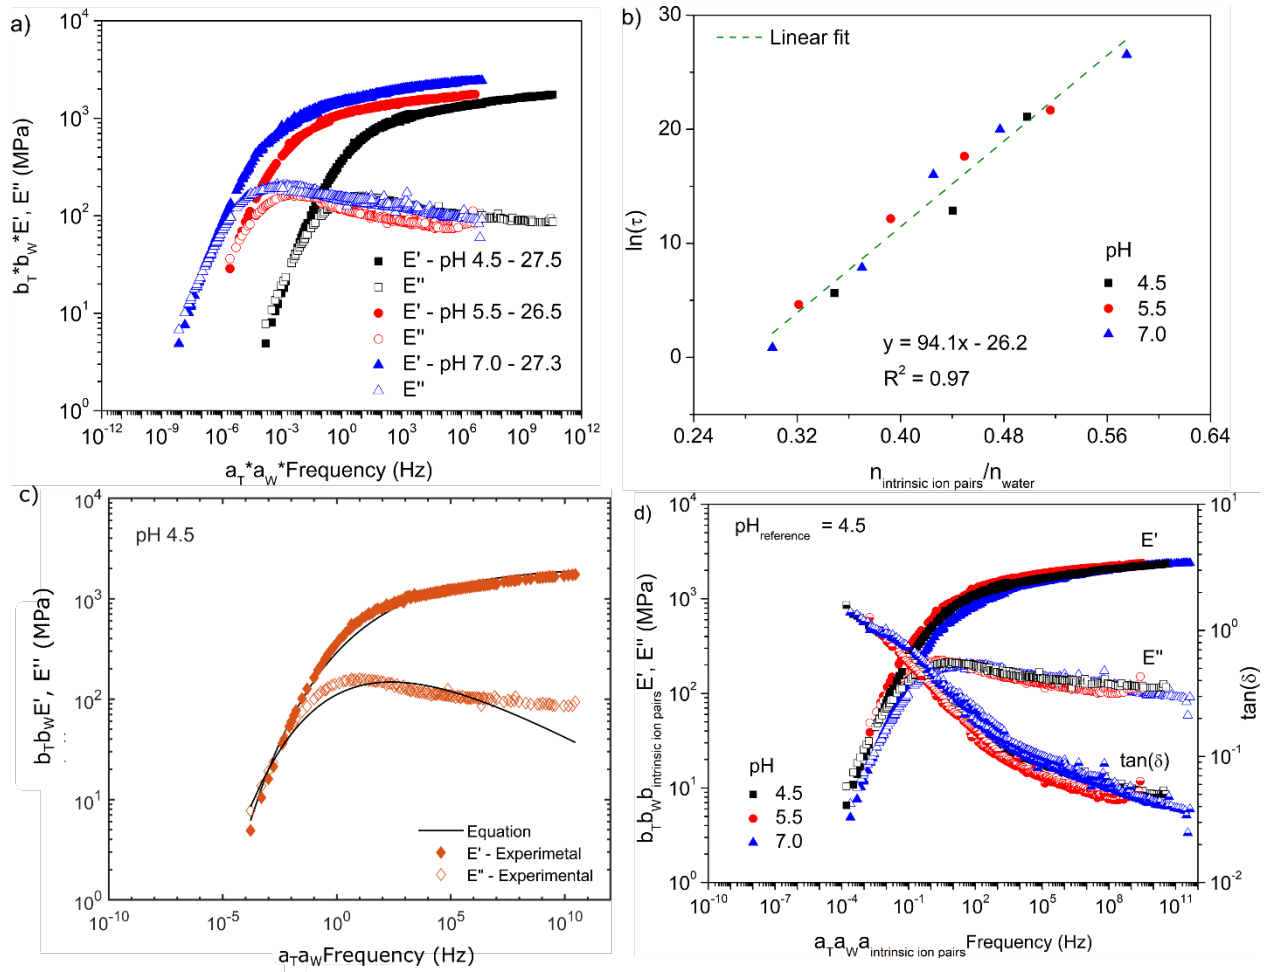 a)
b_T*b_W*E', E'' (MPa)
10^4
10^3
10^2
10^1
10^0
E' - pH 4.5 - 27.5
E''
E' - pH 5.5 - 26.5
E''
E' - pH 7.0 - 27.3
E''
10^-12 10^-9 10^-6 10^-3 10^0 10^3 10^6 10^9 10^12
a_T*a_W*Frequency (Hz)
b)
ln(τ)
30
20
10
0
Linear fit
pH
4.5
5.5
7.0
y = 94.1x - 26.2
R^2 = 0.97
0.24 0.32 0.40 0.48 0.56 0.64
n_intrinsic ion pairs/n_water
c)
b_Tb_WE', E'' (MPa)
10^4
10^3
10^2
10^1
10^0
pH 4.5
Equation
E' - Experimetal
E'' - Experimental
10^-10 10^-5 10^0 10^5 10^10
a_Ta_WFrequency (Hz)
d)
b_Tb_Wb_intrinsic ion pairs E', E'' (MPa)
10^4
10^3
10^2
10^1
10^0
pH_reference = 4.5
E'
E''
tan(δ)
pH
4.5
5.5
7.0
10^1
10^0
10^-1
10^-2
tan(δ)
10^-10 10^-7 10^-4 10^-1 10^2 10^5 10^8 10^11
a_Ta_Wa_intrinsic ion pairsFrequency (Hz)